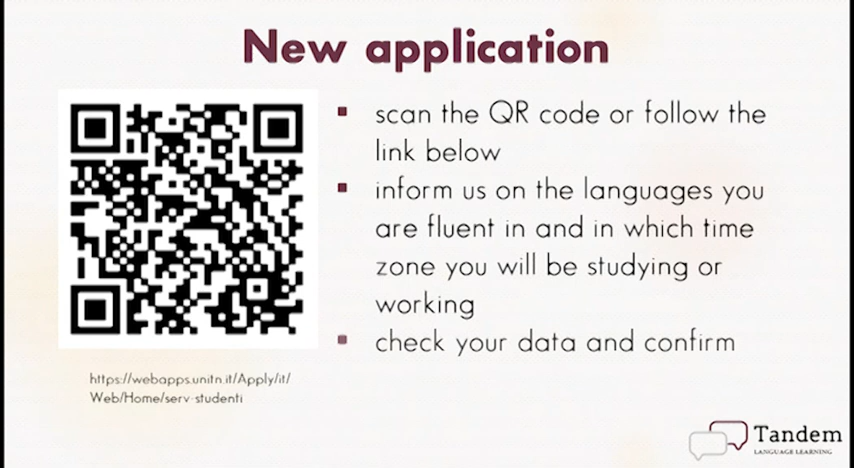 New application
scan the QR code or follow the
link below
inform us on the languages you
are fluent in and in which time
zone you will be studying or
working
check your data and confirm
https://webapps.unitn.it/Apply/it/
Web/Home/serv-studenti
Tandem
LANGUAGE LEARNING